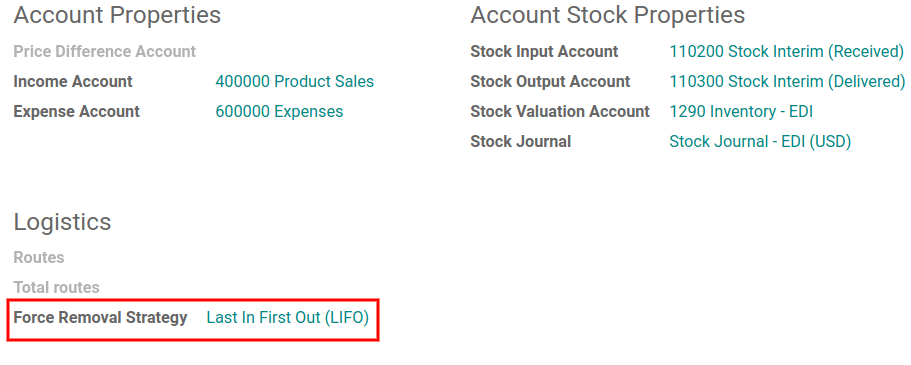 Account Properties
Price Difference Account
Income Account 400000 Product Sales
Expense Account 600000 Expenses
Account Stock Properties
Stock Input Account 110200 Stock Interim (Received)
Stock Output Account 110300 Stock Interim (Delivered)
Stock Valuation Account 1290 Inventory - EDI
Stock Journal Stock Journal - EDI (USD)
Logistics
Routes
Total routes
Force Removal Strategy Last In First Out (LIFO)